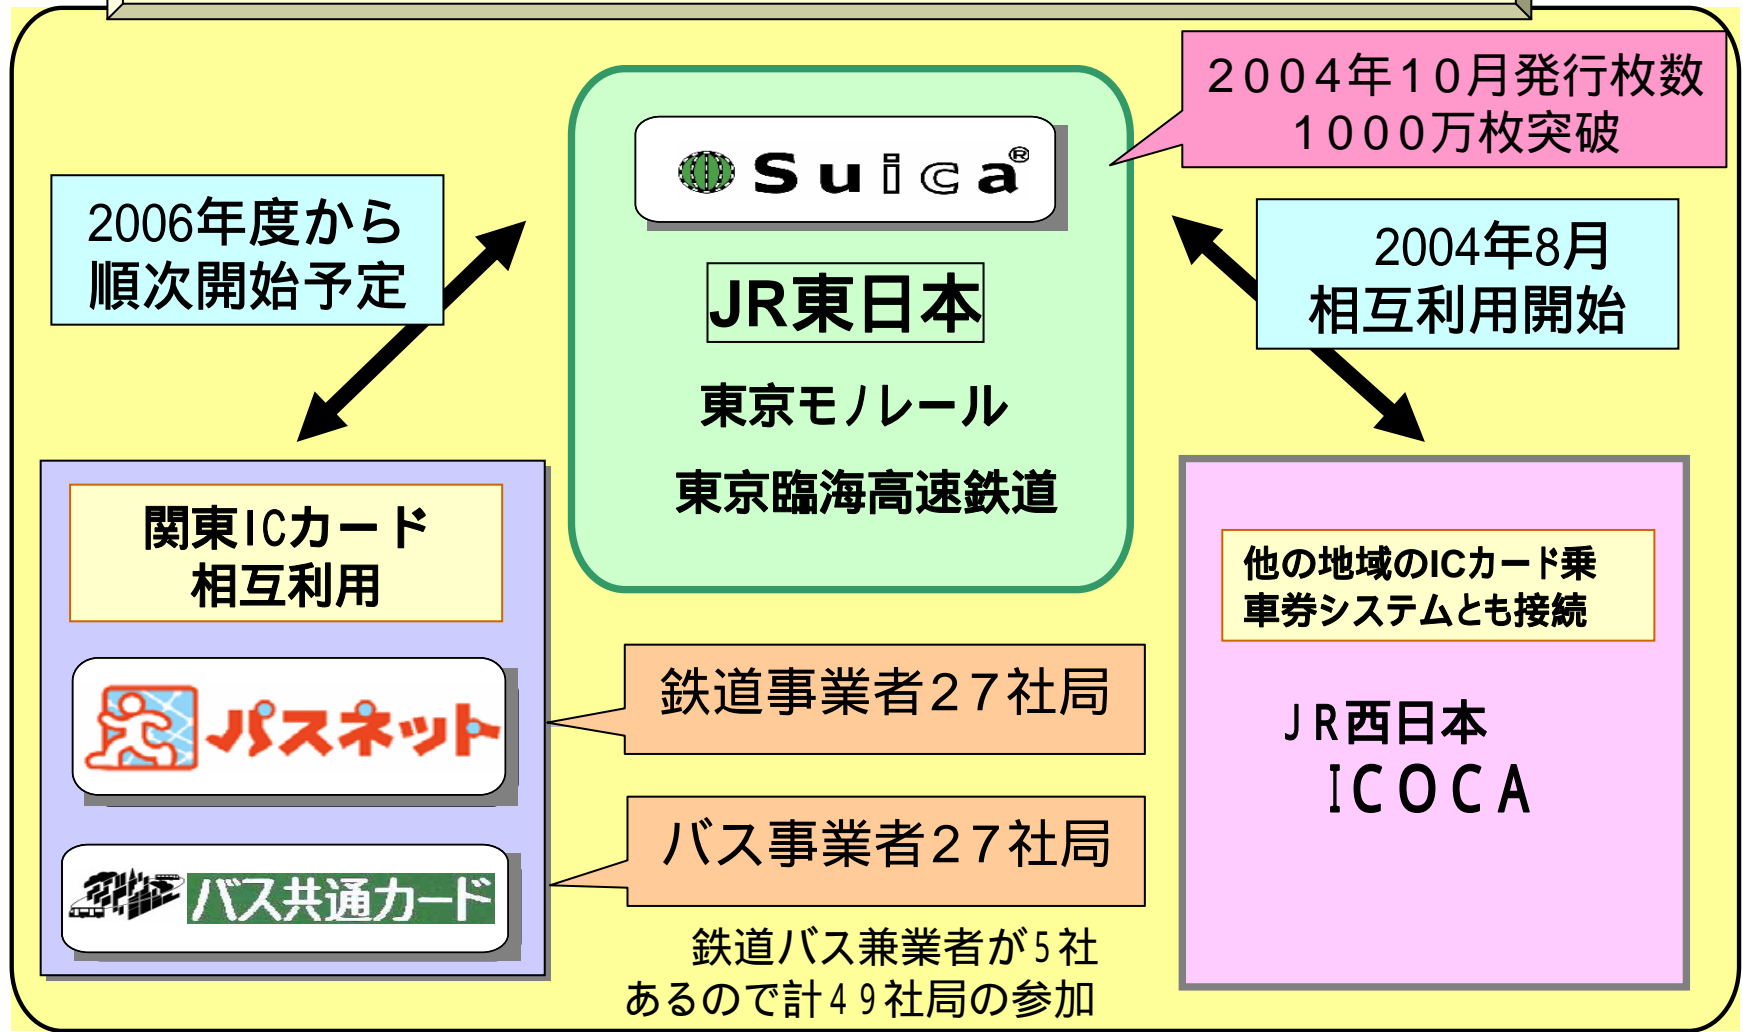 2004年10月発行枚数
1000万枚突破
Suica®
2006年度から
順次開始予定
2004年8月
相互利用開始
JR東日本
東京モノレール
東京臨海高速鉄道
関東ICカード
相互利用
パスネット
バス共通カード
鉄道事業者27社局
バス事業者27社局
鉄道バス兼業者が5社
あるので計49社局の参加
他の地域のICカード乗
車券システムとも接続
JR西日本
ICOCA